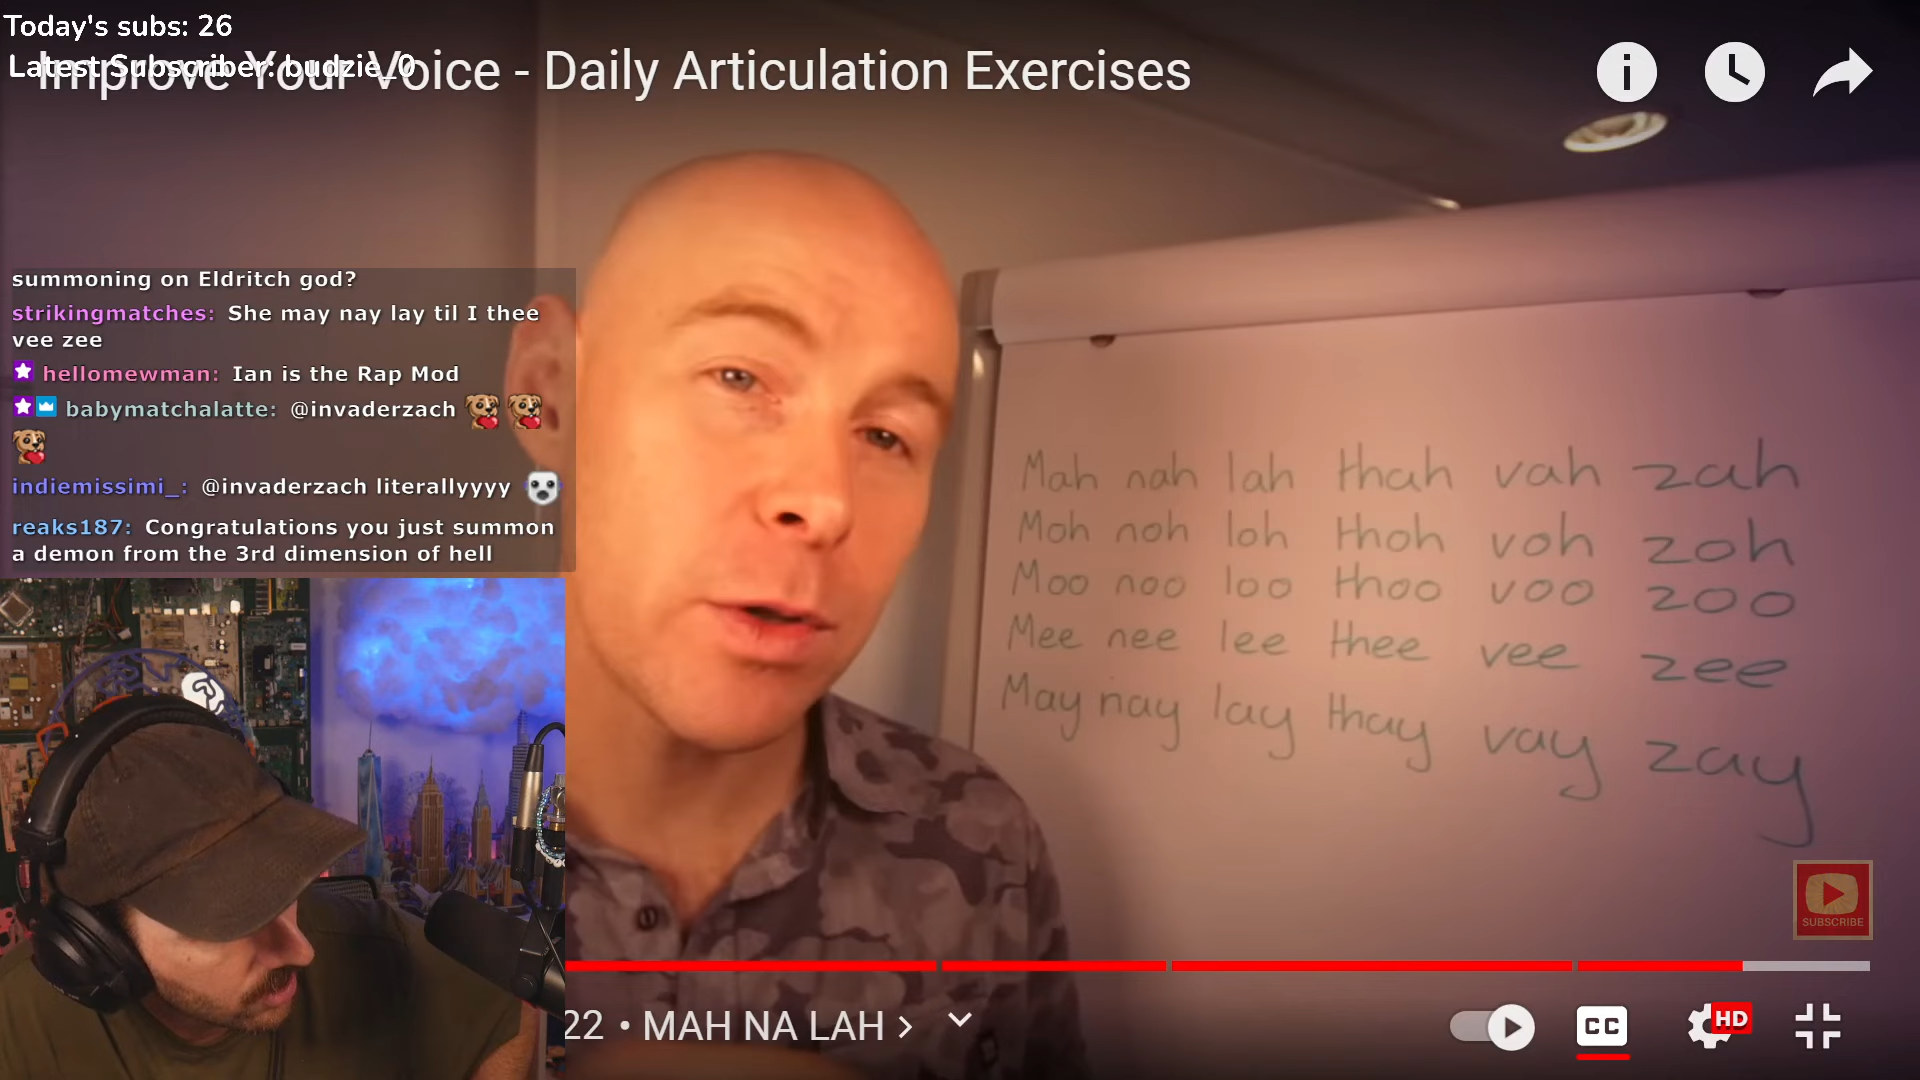 Today's subs: 26
Latest Subscriber: budzie_0
Improve Your Voice - Daily Articulation Exercises
summoning on Eldritch god?
strikingmatches: She may nay lay til I thee
vee zee
hellomewman: Ian is the Rap Mod
babymatchalatte: @invaderzach
indiemissimi_: @invaderzach literallyyyy
reaks187: Congratulations you just summon
a demon from the 3rd dimension of hell
Mah nah lah thah vah zah
Moh noh loh thoh voh zoh
Moo noo loo thoo voo zoo
Mee nee lee thee vee zee
May nay lay thay vay zay
SUBSCRIBE
22 • MAH NA LAH >
CC
HD